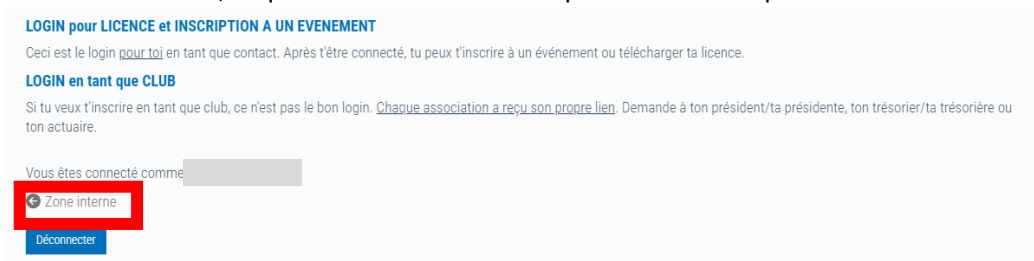 LOGIN pour LICENCE et INSCRIPTION A UN EVENEMENT
Ceci est le login pour toi en tant que contact. Après t'être connecté, tu peux t'inscrire à un événement ou télécharger ta licence.
LOGIN en tant que CLUB
Si tu veux t'inscrire en tant que club, ce n'est pas le bon login. Chaque association a reçu son propre lien. Demande à ton président/ta présidente, ton trésorier/ta trésorière ou
ton actuaire.
Vous êtes connecté comme
Zone interne
Déconnecter